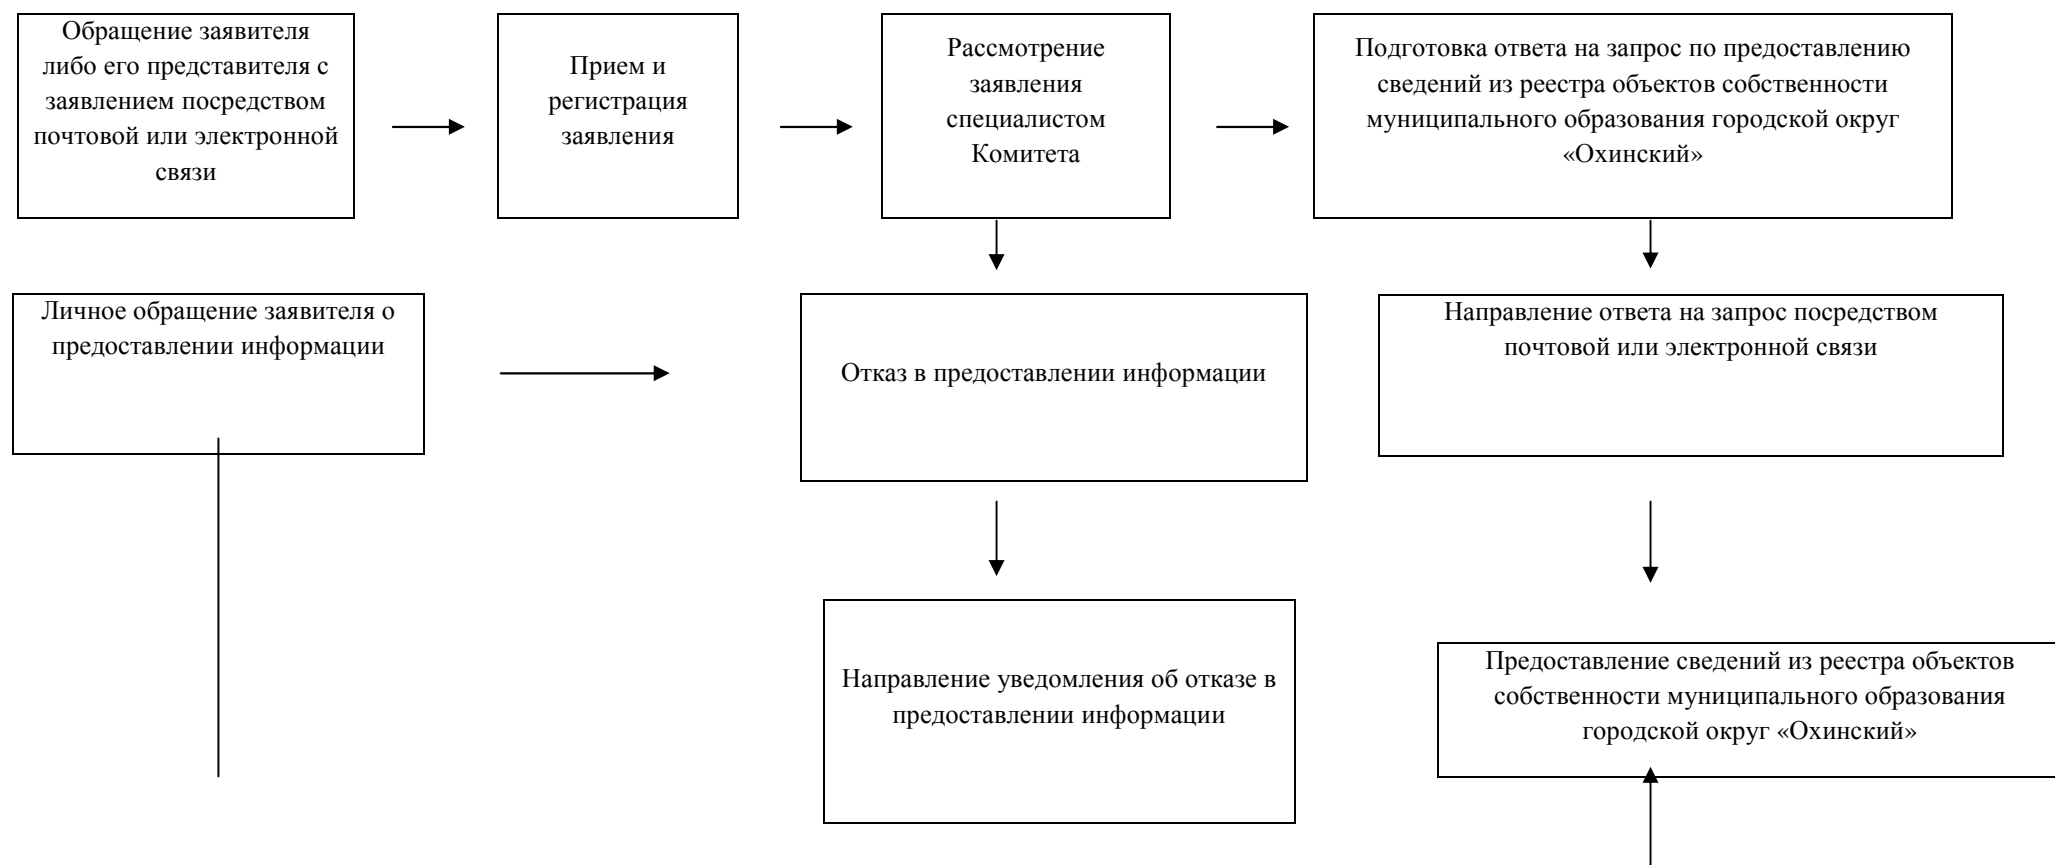 Обращение заявителя
либо его представителя с
заявлением посредством
почтовой или электронной
связи
Прием и
регистрация
заявления
Рассмотрение
заявления
специалистом
Комитета
Подготовка ответа на запрос по предоставлению
сведений из реестра объектов собственности
муниципального образования городской округ
«Охинский»
Личное обращение заявителя о
предоставлении информации
Отказ в предоставлении информации
Направление ответа на запрос посредством
почтовой или электронной связи
Направление уведомления об отказе в
предоставлении информации
Предоставление сведений из реестра объектов
собственности муниципального образования
городской округ «Охинский»